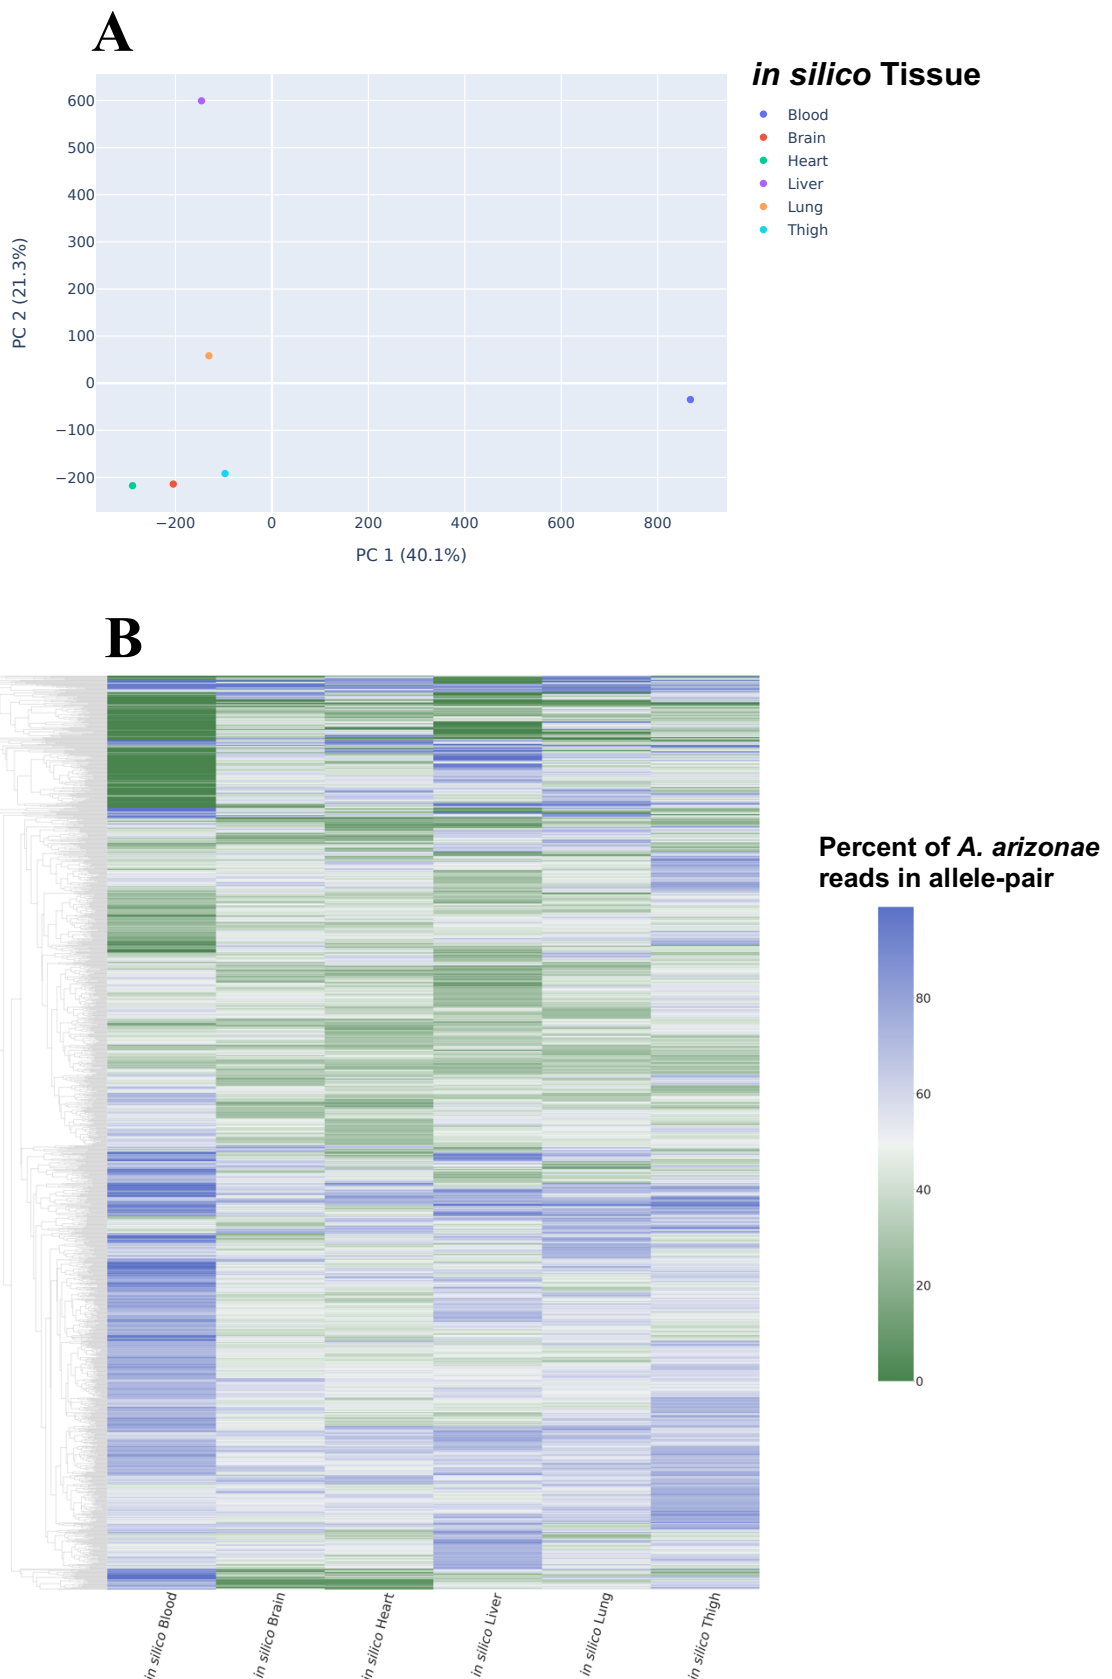 A
in silico Tissue
Blood
Brain
Heart
Liver
Lung
Thigh
600
500
400
300
200
100
0
−100
−200
PC 2 (21.3%)
−200
0
200
400
600
800
PC 1 (40.1%)
B
Percent of A. arizonae
reads in allele-pair
80
60
40
20
0
in silico Blood
in silico Brain
in silico Heart
in silico Liver
in silico Lung
in silico Thigh